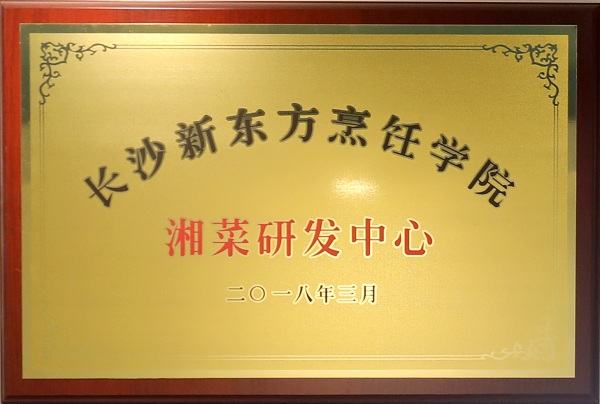 长沙新东方烹饪学院
湘菜研发中心
二〇一八年三月